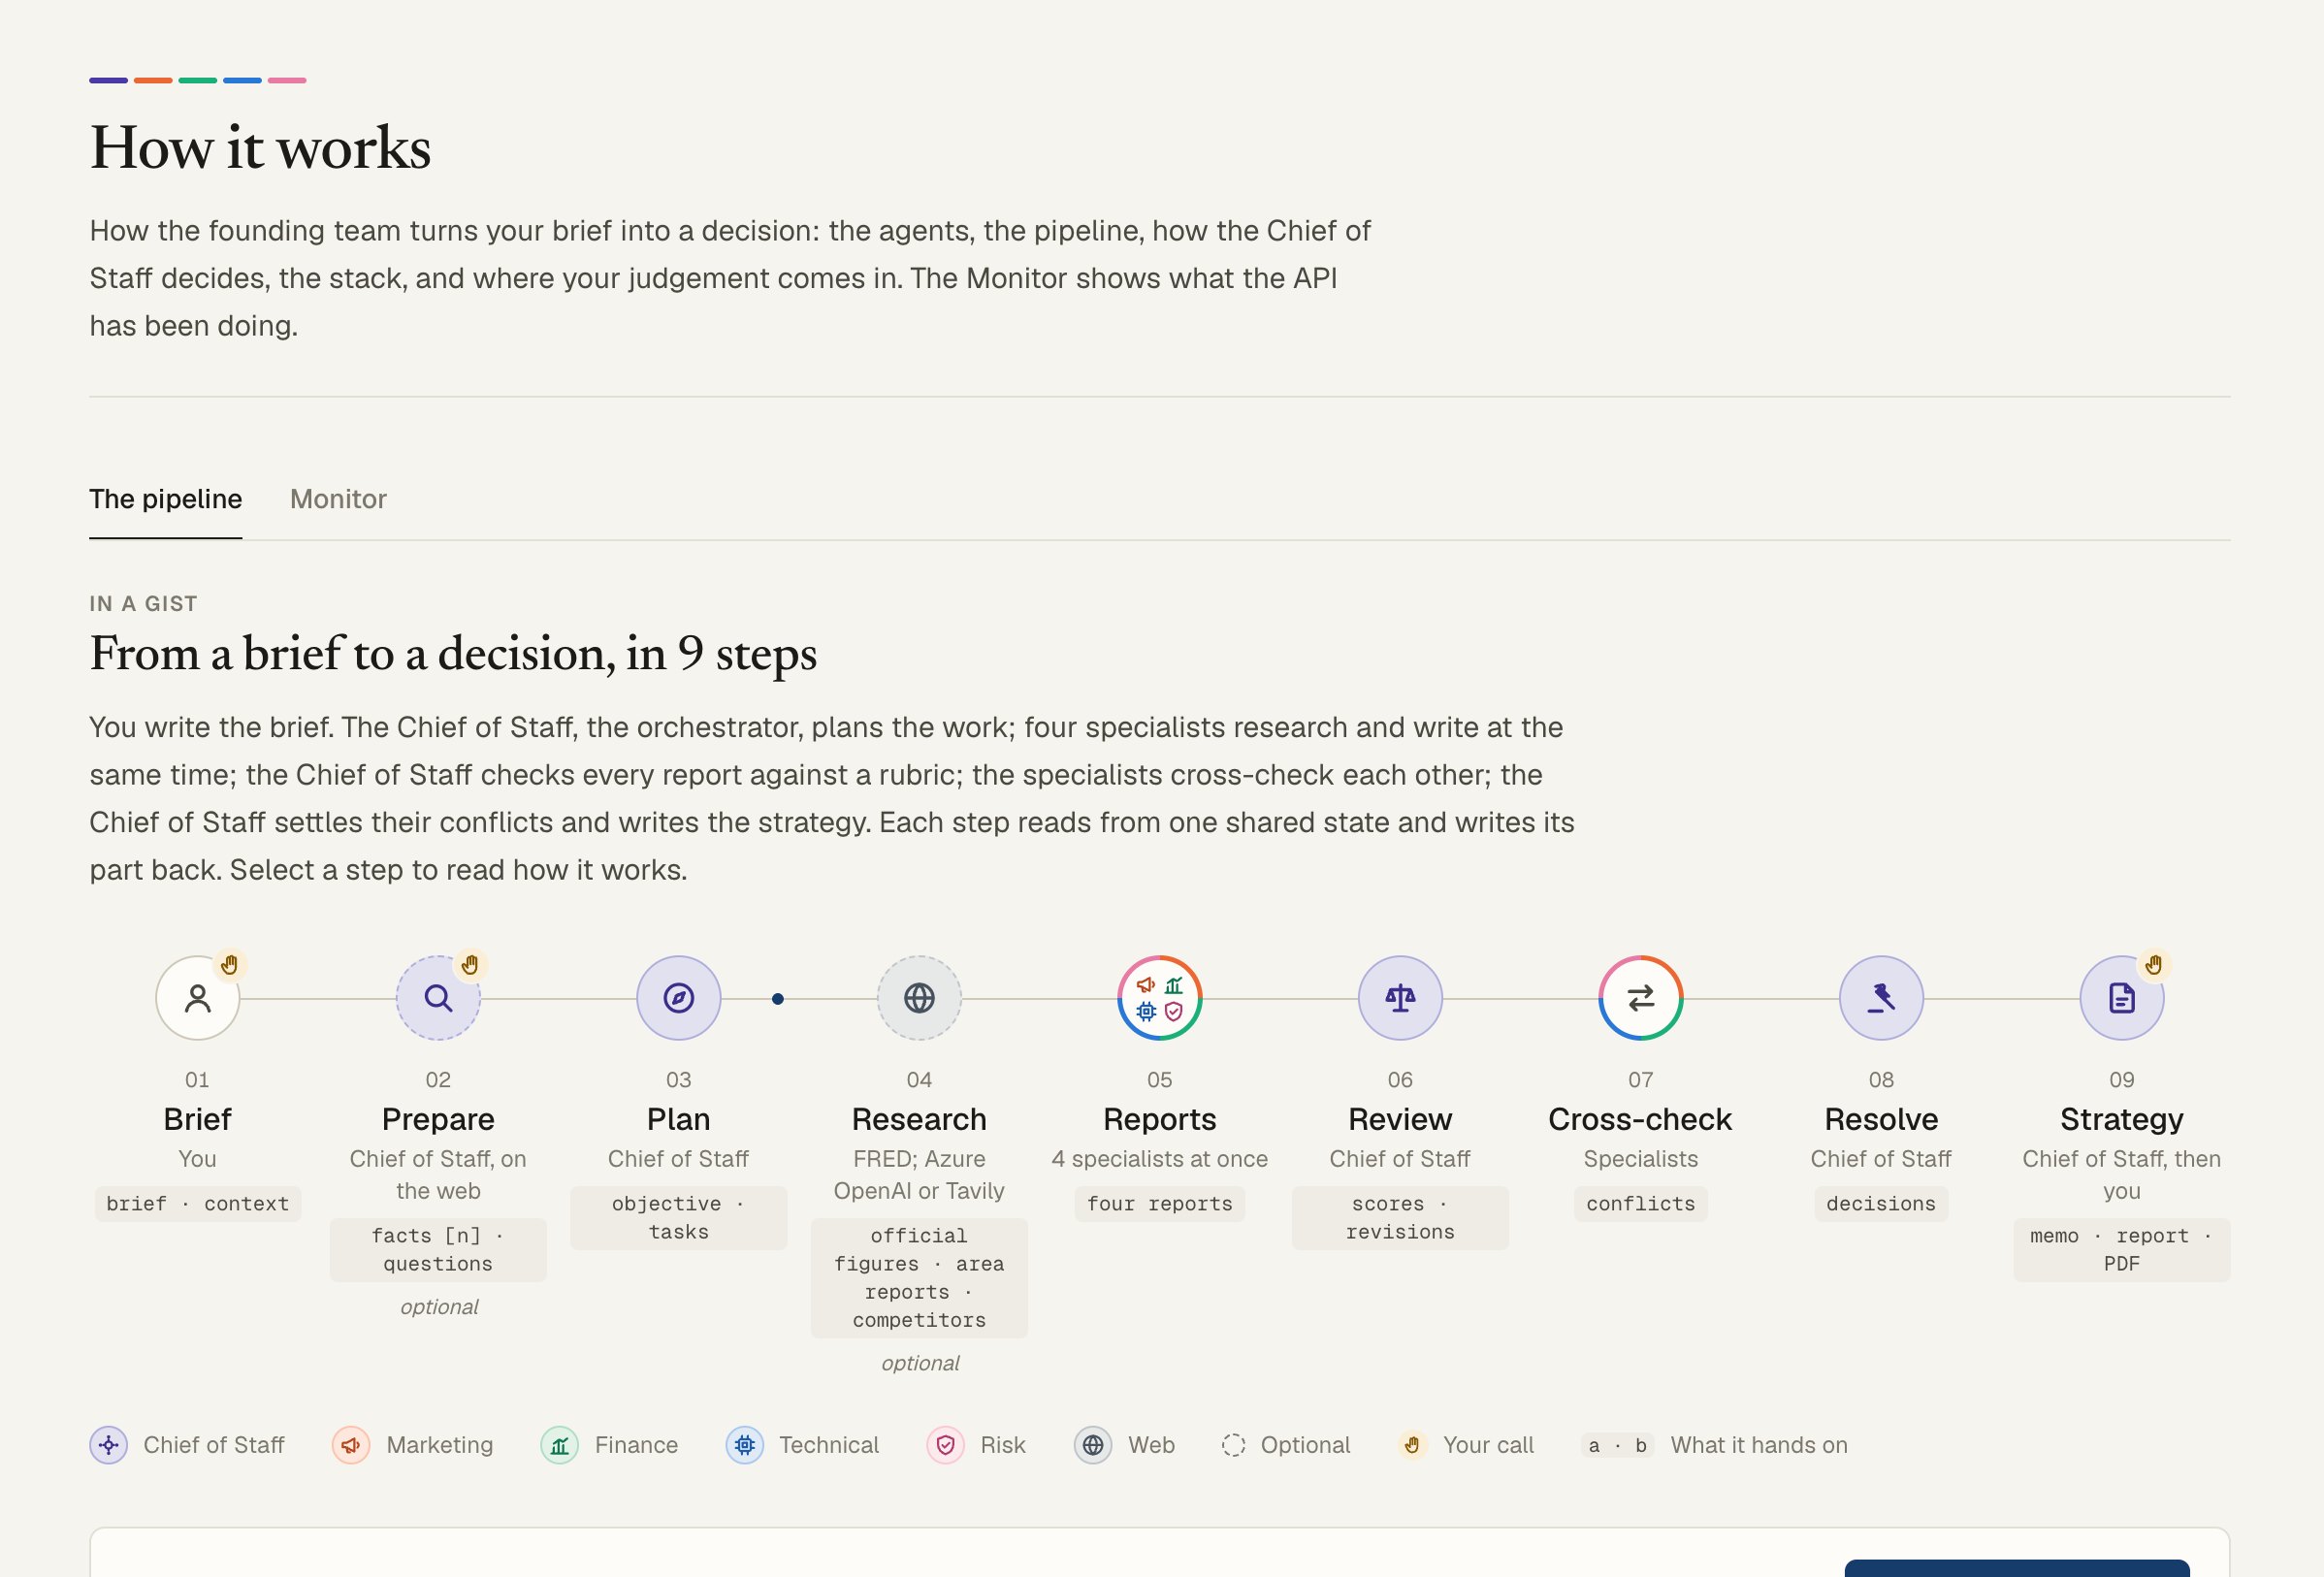 How it works
How the founding team turns your brief into a decision: the agents, the pipeline, how the Chief of
Staff decides, the stack, and where your judgement comes in. The Monitor shows what the API
has been doing.
The pipeline
Monitor
IN A GIST
From a brief to a decision, in 9 steps
You write the brief. The Chief of Staff, the orchestrator, plans the work; four specialists research and write at the
same time; the Chief of Staff checks every report against a rubric; the specialists cross-check each other; the
Chief of Staff settles their conflicts and writes the strategy. Each step reads from one shared state and writes its
part back. Select a step to read how it works.
01
Brief
You
brief · context
02
Prepare
Chief of Staff, on
the web
facts [n] ·
questions
optional
03
Plan
Chief of Staff
objective ·
tasks
04
Research
FRED; Azure
OpenAI or Tavily
official
figures · area
reports ·
competitors
optional
05
Reports
4 specialists at once
four reports
06
Review
Chief of Staff
scores ·
revisions
07
Cross-check
Specialists
conflicts
08
Resolve
Chief of Staff
decisions
09
Strategy
Chief of Staff, then
you
memo · report ·
PDF
Chief of Staff
Marketing
Finance
Technical
Risk
Web
Optional
Your call
a · b
What it hands on